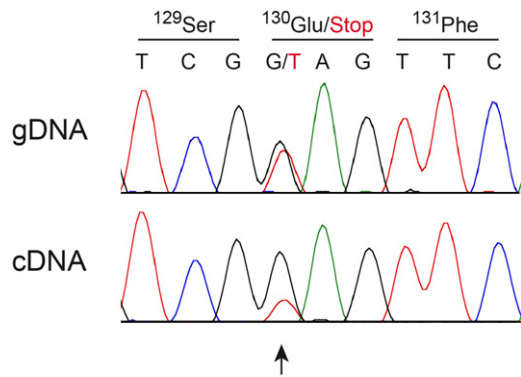 ¹²⁹Ser ¹³⁰Glu/Stop ¹³¹Phe
T C G G/T A G T T C
gDNA
cDNA